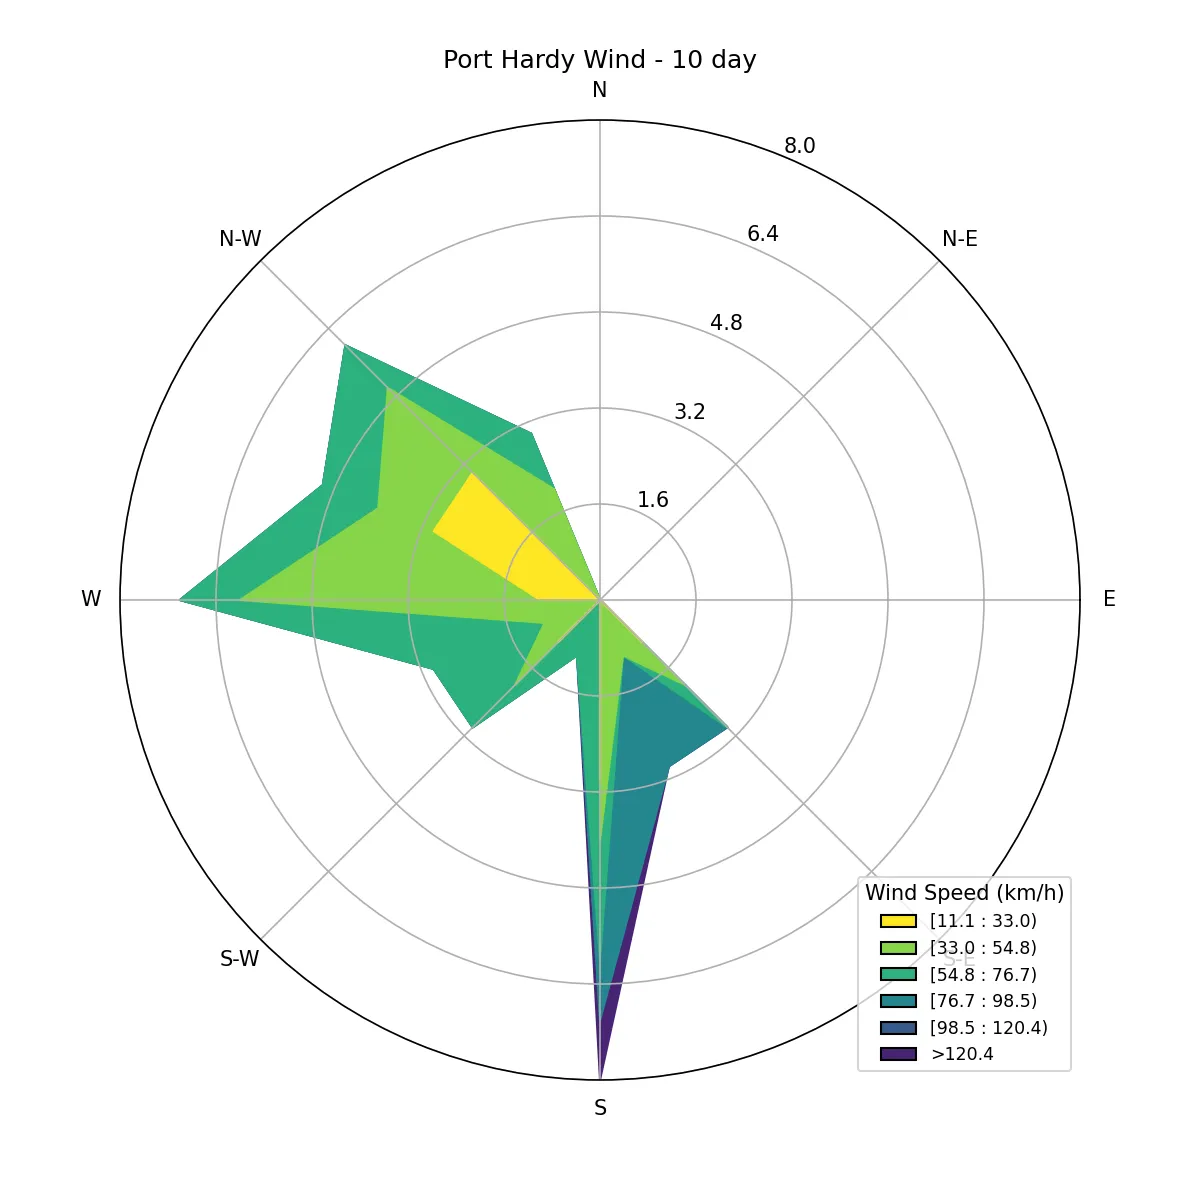 Port Hardy Wind - 10 day
N
8.0
N-W
N-E
6.4
4.8
3.2
1.6
W
E
S-W
S-E
S
Wind Speed (km/h)
[11.1 : 33.0)
[33.0 : 54.8)
[54.8 : 76.7)
[76.7 : 98.5)
[98.5 : 120.4)
>120.4